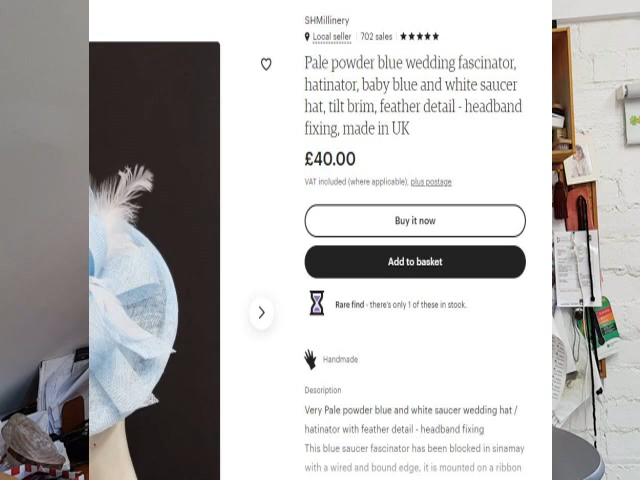 SHMillinery
Local seller 702 sales ★★★★★
Pale powder blue wedding fascinator,
hatinator, baby blue and white saucer
hat, tilt brim, feather detail - headband
fixing, made in UK
£40.00
VAT included (where applicable), plus postage
Buy it now
Add to basket
Rare find - there's only 1 of these in stock.
Handmade
Description
Very Pale powder blue and white saucer wedding hat /
hatinator with feather detail - headband fixing
This blue saucer fascinator has been blocked in sinamay
with a wired and bound edge, it is mounted on a ribbon